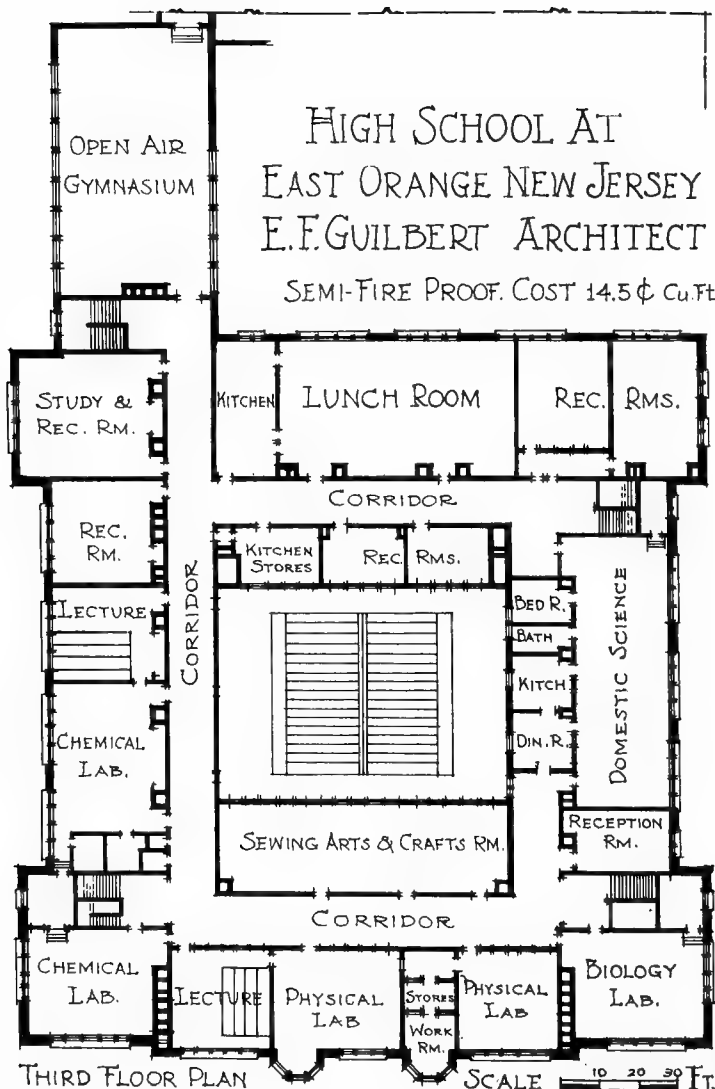 HIGH SCHOOL AT
EAST ORANGE NEW JERSEY
E.F. GUILBERT ARCHITECT
SEMI-FIRE PROOF. COST 14.5 ¢ CU. FT
OPEN AIR
GYMNASIUM
STUDY &
REC. RM.
KITCHEN
LUNCH ROOM
REC. RMS.
CORRIDOR
REC.
RM.
KITCHEN
STORES
REC. RMS.
LECTURE
CORRIDOR
BED R.
BATH
KITCH
DIN. R.
DOMESTIC SCIENCE
CHEMICAL
LAB.
SEWING ARTS & CRAFTS RM.
RECEPTION
RM.
CORRIDOR
CHEMICAL
LAB.
LECTURE
PHYSICAL
LAB
STORES
WORK
RM.
PHYSICAL
LAB
BIOLOGY
LAB.
THIRD FLOOR PLAN
SCALE 10 20 30 FT